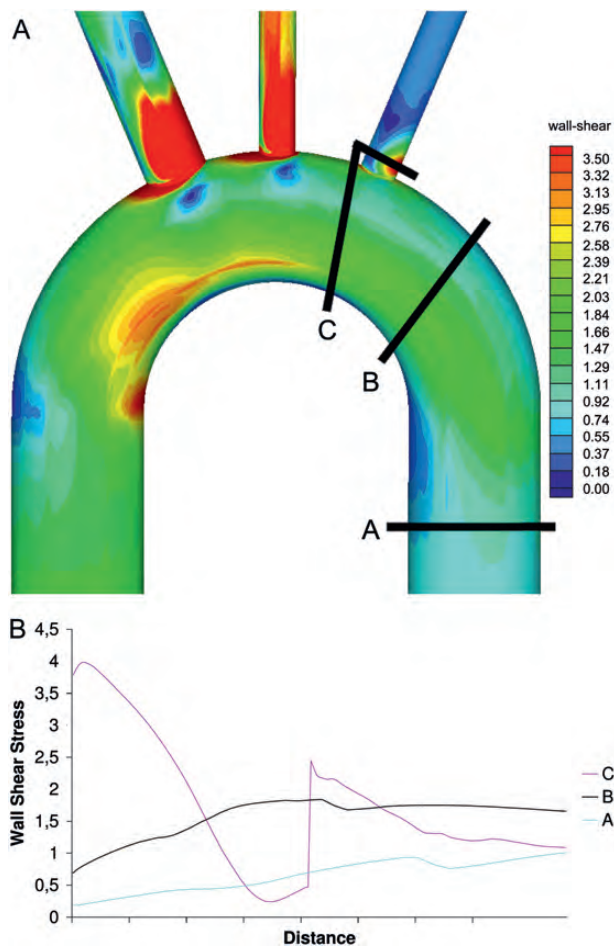 A
wall-shear
3.50
3.32
3.13
2.95
2.76
2.58
2.39
2.21
2.03
1.84
1.66
1.47
1.29
1.11
0.92
0.74
0.55
0.37
0.18
0.00
C
B
A
B
4,5
4
3,5
3
2,5
2
1,5
1
0,5
0
Wall Shear Stress
Distance
C
B
A